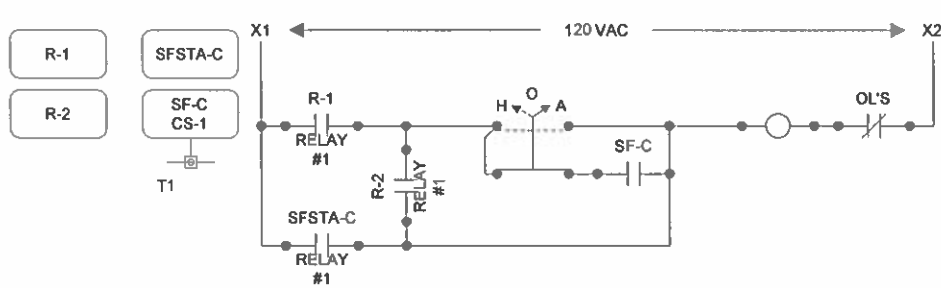 X1
120 VAC
X2
R-1
SFSTA-C
R-2
SF-C
CS-1
T1
R-1
RELAY
#1
H
O
A
OL'S
SF-C
R-2
RELAY
#1
SFSTA-C
RELAY
#1